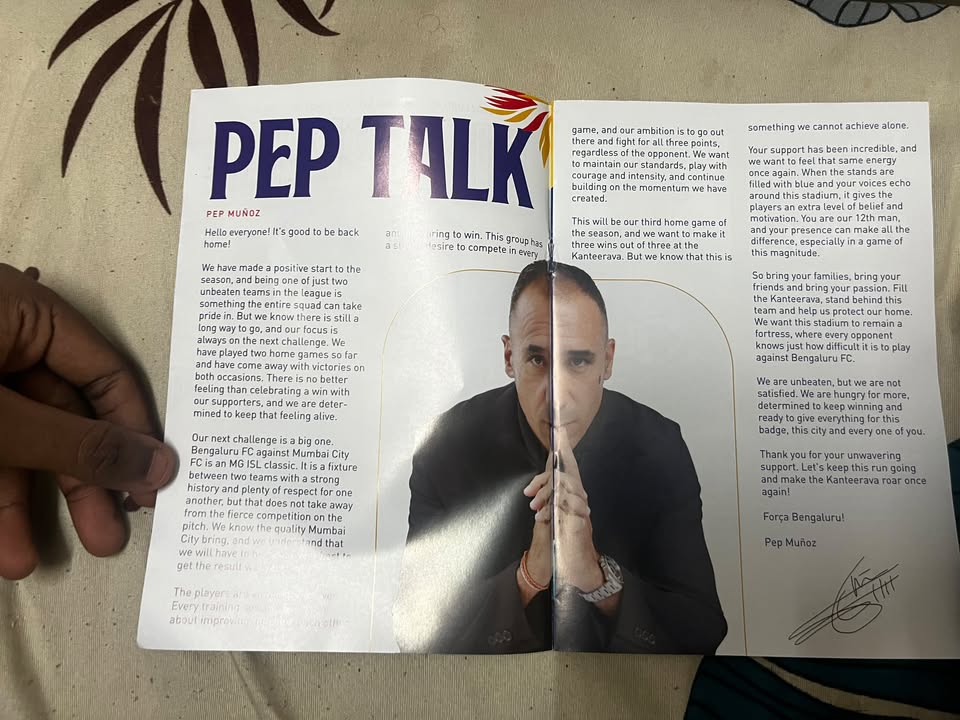 PEP TALK
PEP MUÑOZ
Hello everyone! It's good to be back
home!
We have made a positive start to the
season, and being one of just two
unbeaten teams in the league is
something the entire squad can take
pride in. But we know there is still a
long way to go, and our focus is
always on the next challenge. We
have played two home games so far
and have come away with victories on
both occasions. There is no better
feeling than celebrating a win with
our supporters, and we are deter-
mined to keep that feeling alive.
Our next challenge is a big one.
Bengaluru FC against Mumbai City
FC is an MG ISL classic. It is a fixture
between two teams with a strong
history and plenty of respect for one
another, but that does not take away
from the fierce competition on the
pitch. We know the quality Mumbai
City bring, and we understand that
we will have to
get the result
The players are
Every training
about improving
and to win. This group has
a desire to compete in every
game, and our ambition is to go out
there and fight for all three points,
regardless of the opponent. We want
to maintain our standards, play with
courage and intensity, and continue
building on the momentum we have
created.
This will be our third home game of
the season, and we want to make it
three wins out of three at the
Kanteerava. But we know that this is
something we cannot achieve alone.
Your support has been incredible, and
we want to feel that same energy
once again. When the stands are
filled with blue and your voices echo
around this stadium, it gives the
players an extra level of belief and
motivation. You are our 12th man,
and your presence can make all the
difference, especially in a game of
this magnitude.
So bring your families, bring your
friends and bring your passion. Fill
the Kanteerava, stand behind this
team and help us protect our home.
We want this stadium to remain a
fortress, where every opponent
knows just how difficult it is to play
against Bengaluru FC.
We are unbeaten, but we are not
satisfied. We are hungry for more,
determined to keep winning and
ready to give everything for this
badge, this city and every one of you.
Thank you for your unwavering
support. Let's keep this run going
and make the Kanteerava roar once
again!
Força Bengaluru!
Pep Muñoz